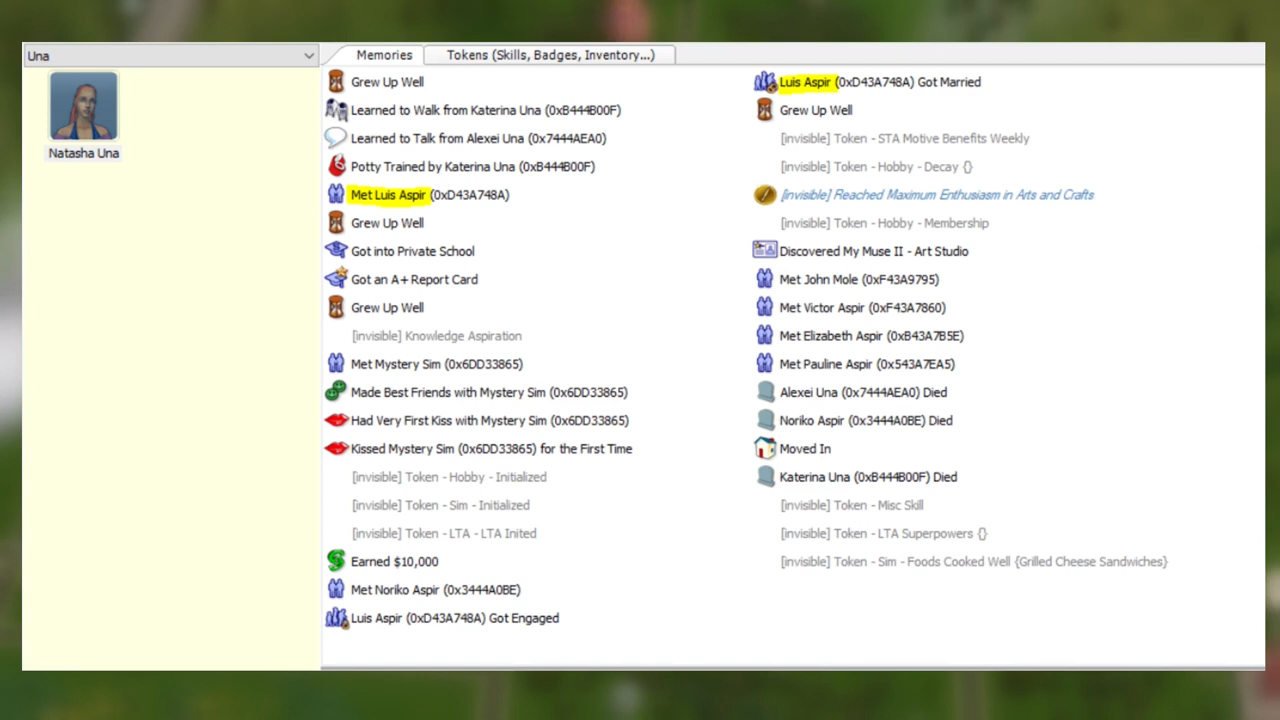 Una
Natasha Una
Memories
Tokens (Skills, Badges, Inventory...)
Grew Up Well
Learned to Walk from Katerina Una (0xB444B00F)
Learned to Talk from Alexei Una (0x7444AEA0)
Potty Trained by Katerina Una (0xB444B00F)
Met Luis Aspir (0xD43A748A)
Grew Up Well
Got into Private School
Got an A+ Report Card
Grew Up Well
[invisible] Knowledge Aspiration
Met Mystery Sim (0x6DD33865)
Made Best Friends with Mystery Sim (0x6DD33865)
Had Very First Kiss with Mystery Sim (0x6DD33865)
Kissed Mystery Sim (0x6DD33865) for the First Time
[invisible] Token - Hobby - Initialized
[invisible] Token - Sim - Initialized
[invisible] Token - LTA - LTA Inited
Earned $10,000
Met Noriko Aspir (0x3444A0BE)
Luis Aspir (0xD43A748A) Got Engaged
Luis Aspir (0xD43A748A) Got Married
Grew Up Well
[invisible] Token - STA Motive Benefits Weekly
[invisible] Token - Hobby - Decay {}
[invisible] Reached Maximum Enthusiasm in Arts and Crafts
[invisible] Token - Hobby - Membership
Discovered My Muse II - Art Studio
Met John Mole (0xF43A9795)
Met Victor Aspir (0xF43A7860)
Met Elizabeth Aspir (0xB43A7B5E)
Met Pauline Aspir (0x543A7EA5)
Alexei Una (0x7444AEA0) Died
Noriko Aspir (0x3444A0BE) Died
Moved In
Katerina Una (0xB444B00F) Died
[invisible] Token - Misc Skill
[invisible] Token - LTA Superpowers {}
[invisible] Token - Sim - Foods Cooked Well {Grilled Cheese Sandwiches}